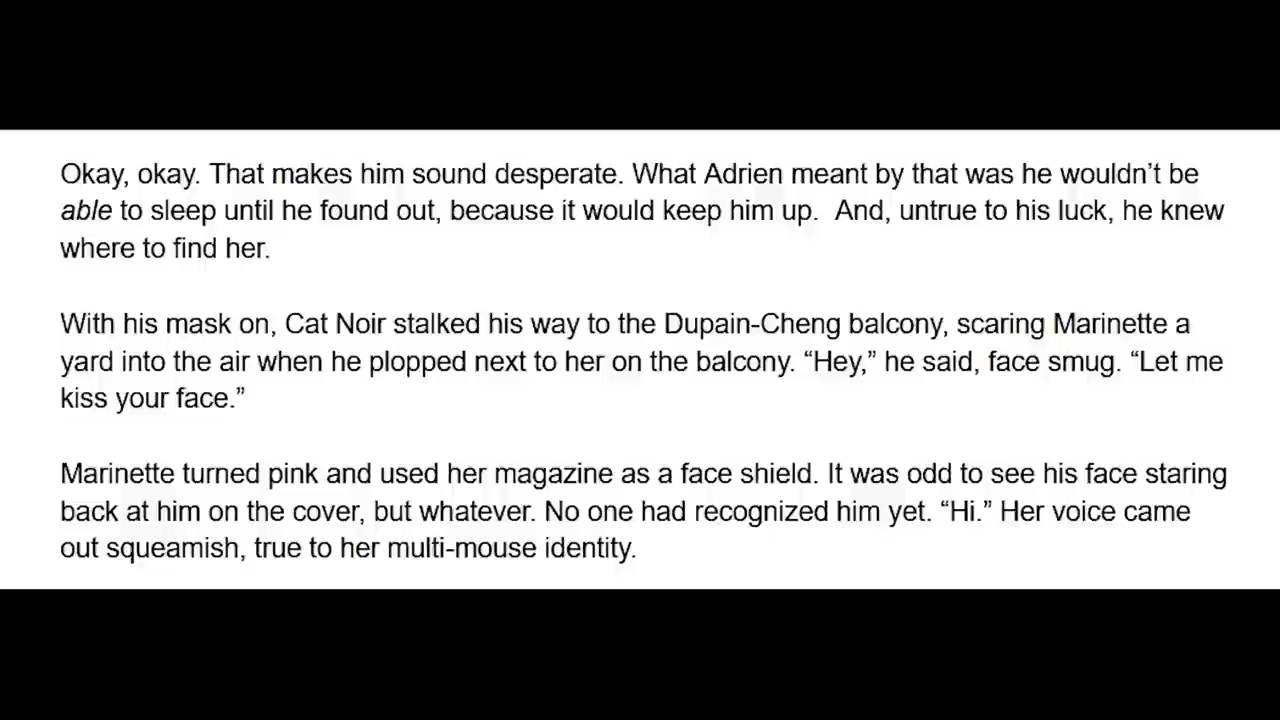 Okay, okay. That makes him sound desperate. What Adrien meant by that was he wouldn’t be
able to sleep until he found out, because it would keep him up.  And, untrue to his luck, he knew
where to find her.
With his mask on, Cat Noir stalked his way to the Dupain-Cheng balcony, scaring Marinette a
yard into the air when he plopped next to her on the balcony. “Hey,” he said, face smug. “Let me
kiss your face.”
Marinette turned pink and used her magazine as a face shield. It was odd to see his face staring
back at him on the cover, but whatever. No one had recognized him yet. “Hi.” Her voice came
out squeamish, true to her multi-mouse identity.